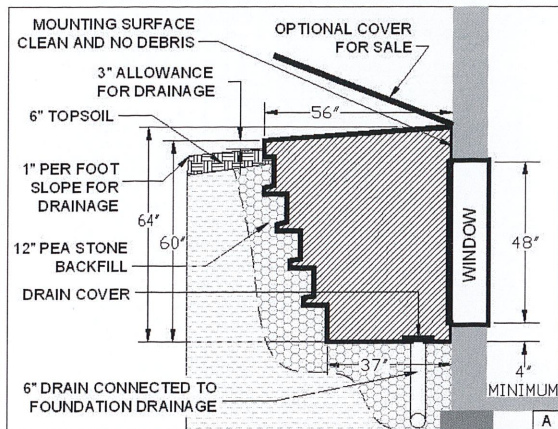 MOUNTING SURFACE
CLEAN AND NO DEBRIS
OPTIONAL COVER
FOR SALE
3" ALLOWANCE
FOR DRAINAGE
56"
6" TOPSOIL
1" PER FOOT
SLOPE FOR
DRAINAGE
64"
60"
48"
WINDOW
12" PEA STONE
BACKFILL
DRAIN COVER
37"
4"
MINIMUM
6" DRAIN CONNECTED TO
FOUNDATION DRAINAGE
A